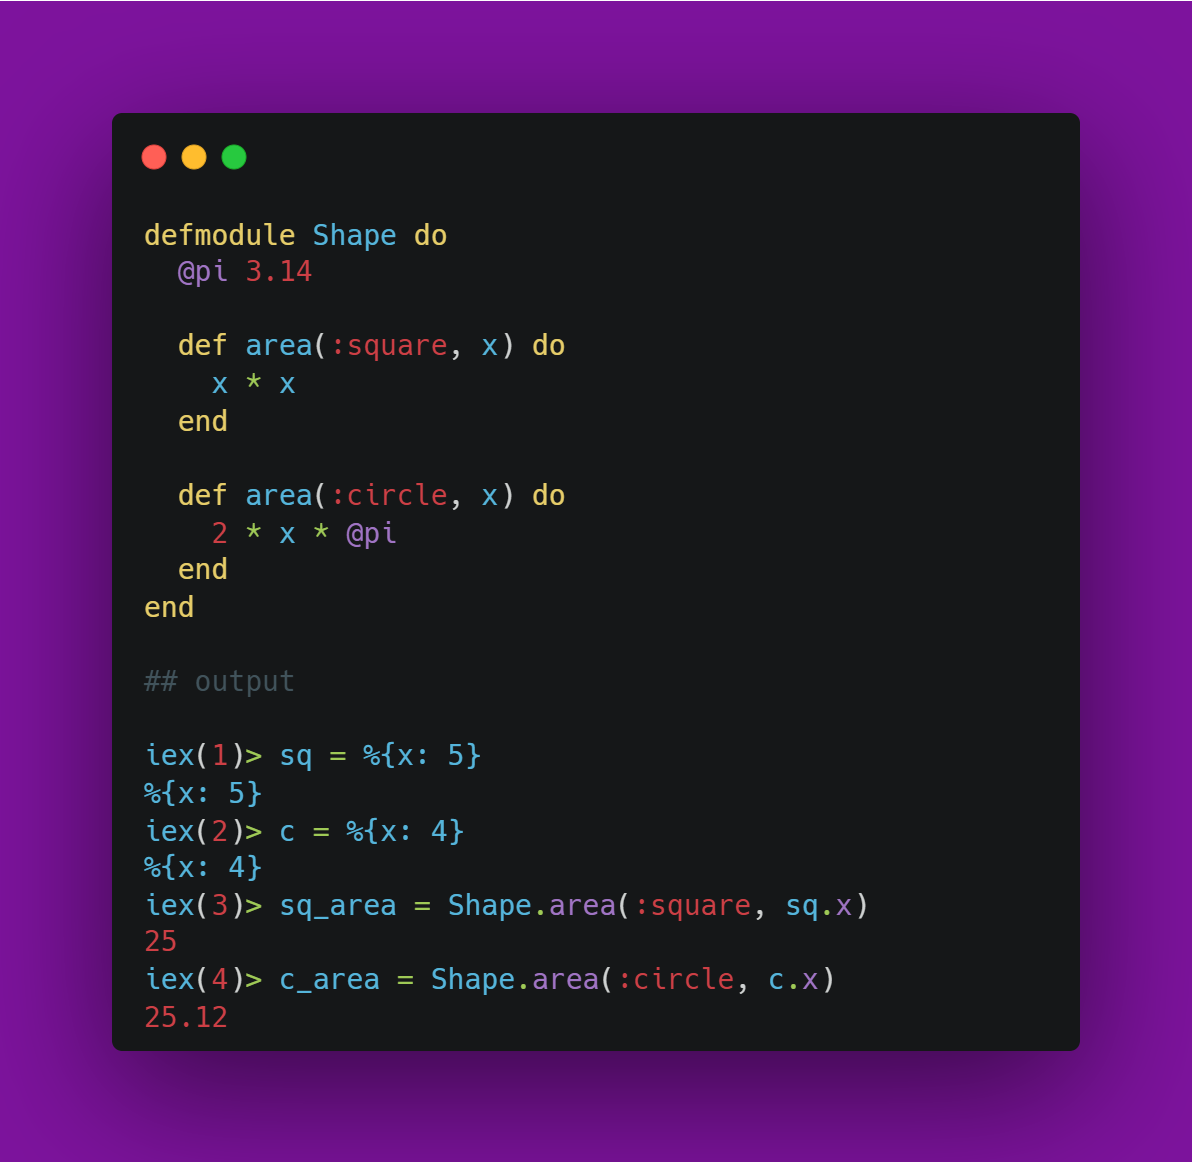 defmodule Shape do
  @pi 3.14

  def area(:square, x) do
    x * x
  end

  def area(:circle, x) do
    2 * x * @pi
  end
end

## output

iex(1)> sq = %{x: 5}
%{x: 5}
iex(2)> c = %{x: 4}
%{x: 4}
iex(3)> sq_area = Shape.area(:square, sq.x)
25
iex(4)> c_area = Shape.area(:circle, c.x)
25.12